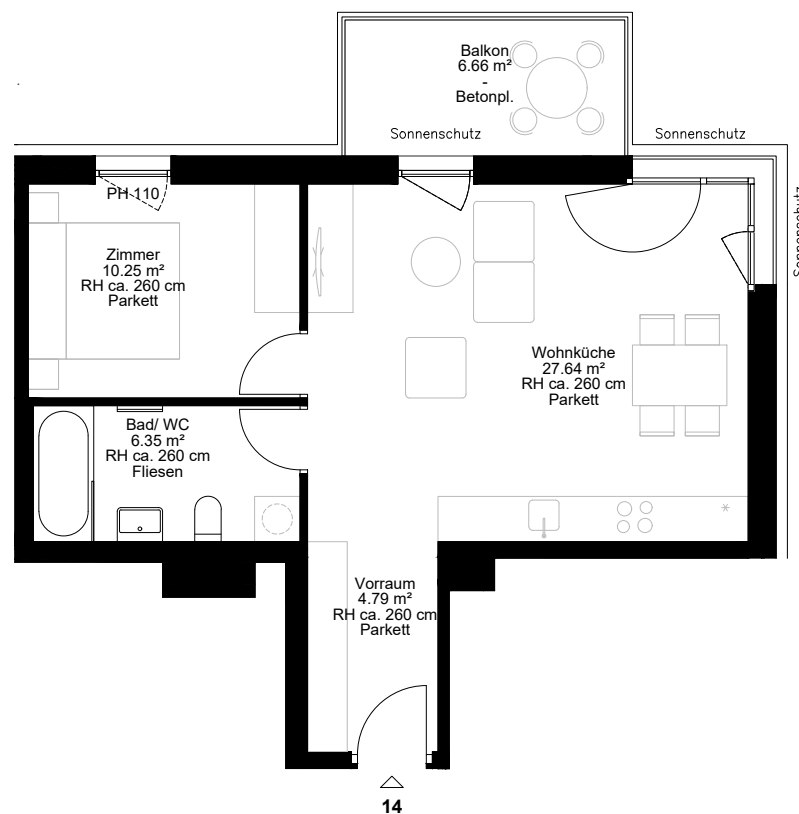 Balkon
6.66 m²
-
Betonpl.
Sonnenschutz
Sonnenschutz
Sonnenschutz
PH 110
Zimmer
10.25 m²
RH ca. 260 cm
Parkett
Wohnküche
27.64 m²
RH ca. 260 cm
Parkett
Bad/ WC
6.35 m²
RH ca. 260 cm
Fliesen
*
Vorraum
4.79 m²
RH ca. 260 cm
Parkett
14